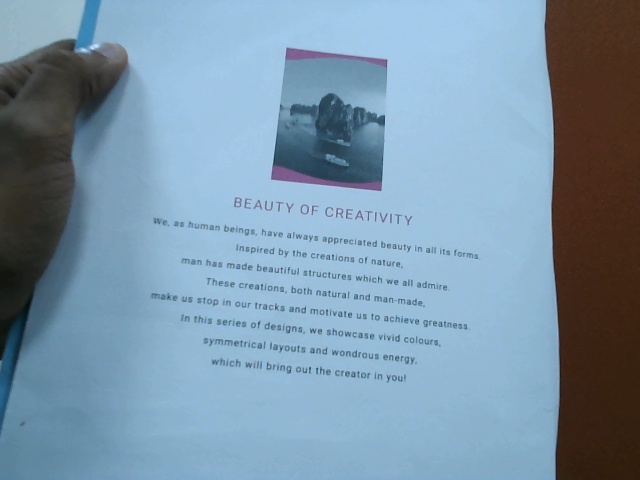 BEAUTY OF CREATIVITY
We, as human beings, have always appreciated beauty in all its forms.
Inspired by the creations of nature,
man has made beautiful structures which we all admire.
These creations, both natural and man-made,
make us stop in our tracks and motivate us to achieve greatness.
In this series of designs, we showcase vivid colours,
symmetrical layouts and wondrous energy,
which will bring out the creator in you!